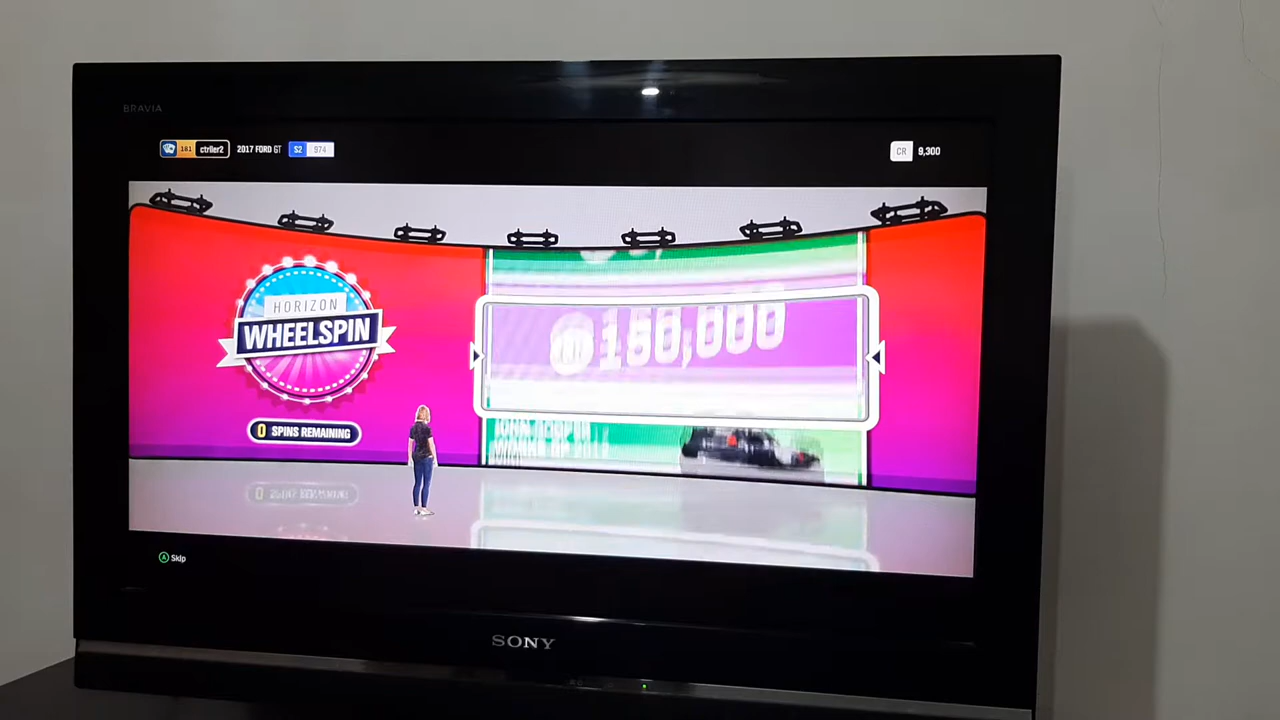 BRAVIA
181 ctrller2 2017 FORD GT S2 974
CR 9,300
HORIZON
WHEELSPIN
150,000
0 SPINS REMAINING
A Skip
SONY